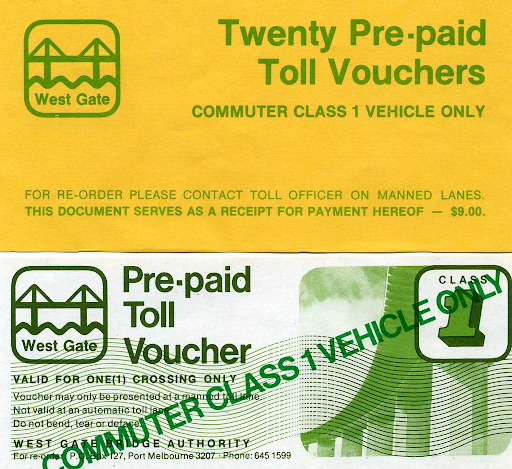 West Gate
Twenty Pre-paid
Toll Vouchers
COMMUTER CLASS 1 VEHICLE ONLY
FOR RE-ORDER PLEASE CONTACT TOLL OFFICER ON MANNED LANES.
THIS DOCUMENT SERVES AS A RECEIPT FOR PAYMENT HEREOF — $9.00.
West Gate
Pre-paid
Toll
Voucher
CLASS
1
VALID FOR ONE(1) CROSSING ONLY
Voucher may only be presented at a manned toll lane.
Not valid at an automatic toll lane.
Do not bend, tear or deface.
WEST GATE BRIDGE AUTHORITY
For re-order P.O. Box 127, Port Melbourne 3207 · Phone: 645 1599
COMMUTER CLASS 1 VEHICLE ONLY